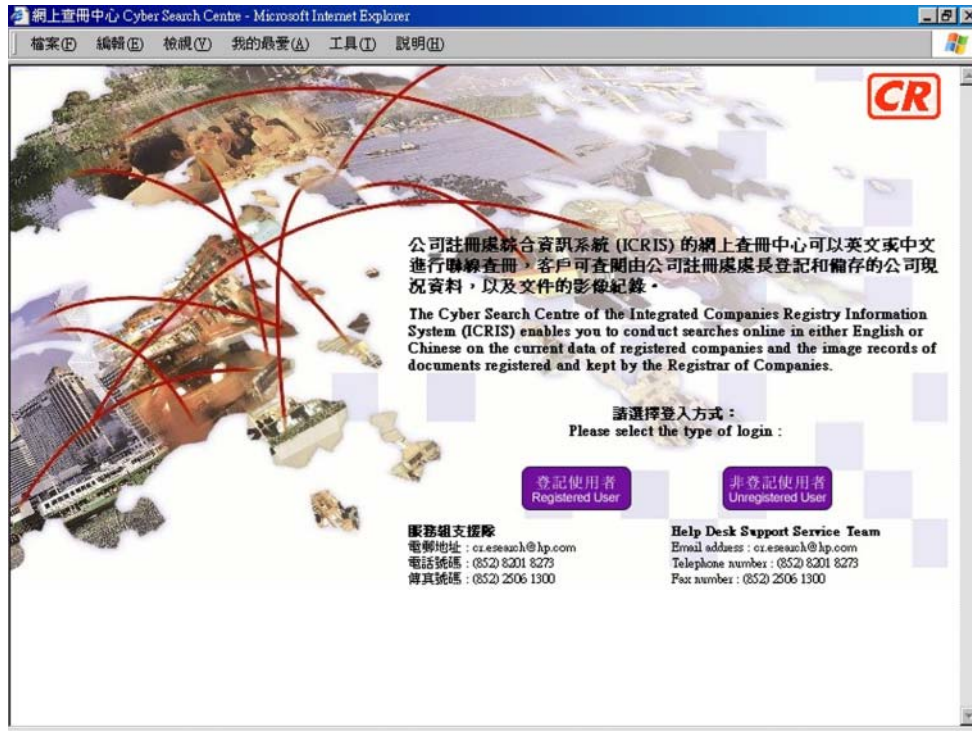 網上查冊中心 Cyber Search Centre - Microsoft Internet Explorer
檔案(F) 編輯(E) 檢視(V) 我的最愛(A) 工具(T) 說明(H)
CR
公司註冊處綜合資訊系統 (ICRIS) 的網上查冊中心可以英文或中文
進行聯線查冊，客戶可查閱由公司註冊處處長登記和備存的公司現
況資料，以及文件的影像紀錄。
The Cyber Search Centre of the Integrated Companies Registry Information
System (ICRIS) enables you to conduct searches online in either English or
Chinese on the current data of registered companies and the image records of
documents registered and kept by the Registrar of Companies.
請選擇登入方式：
Please select the type of login :
登記使用者
Registered User
非登記使用者
Unregistered User
服務組支援隊
電郵地址 : cr.esearch@hp.com
電話號碼 : (852) 8201 8273
傳真號碼 : (852) 2506 1300
Help Desk Support Service Team
Email address : cr.esearch@hp.com
Telephone number : (852) 8201 8273
Fax number : (852) 2506 1300